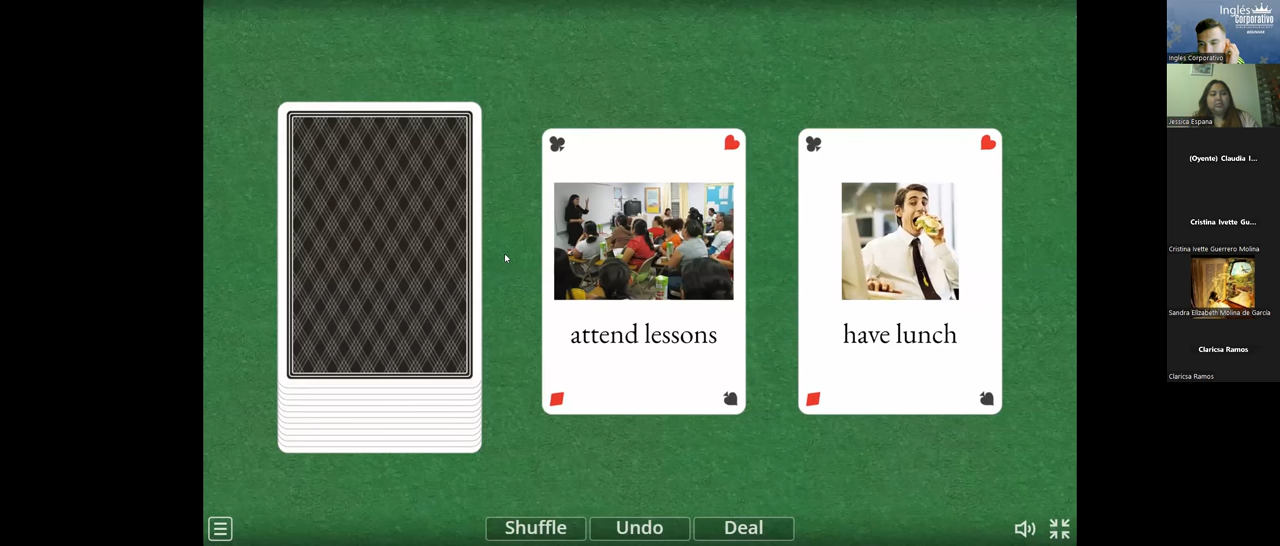 attend lessons
have lunch
Shuffle
Undo
Deal
Inglés
Corporativo
Ingles Corporativo
Jessica Espana
(Oyente) Claudia I...
Cristina Ivette Gu...
Cristina Ivette Guerrero Molina
Sandra Elizabeth Molina de García
Claricsa Ramos
Claricsa Ramos